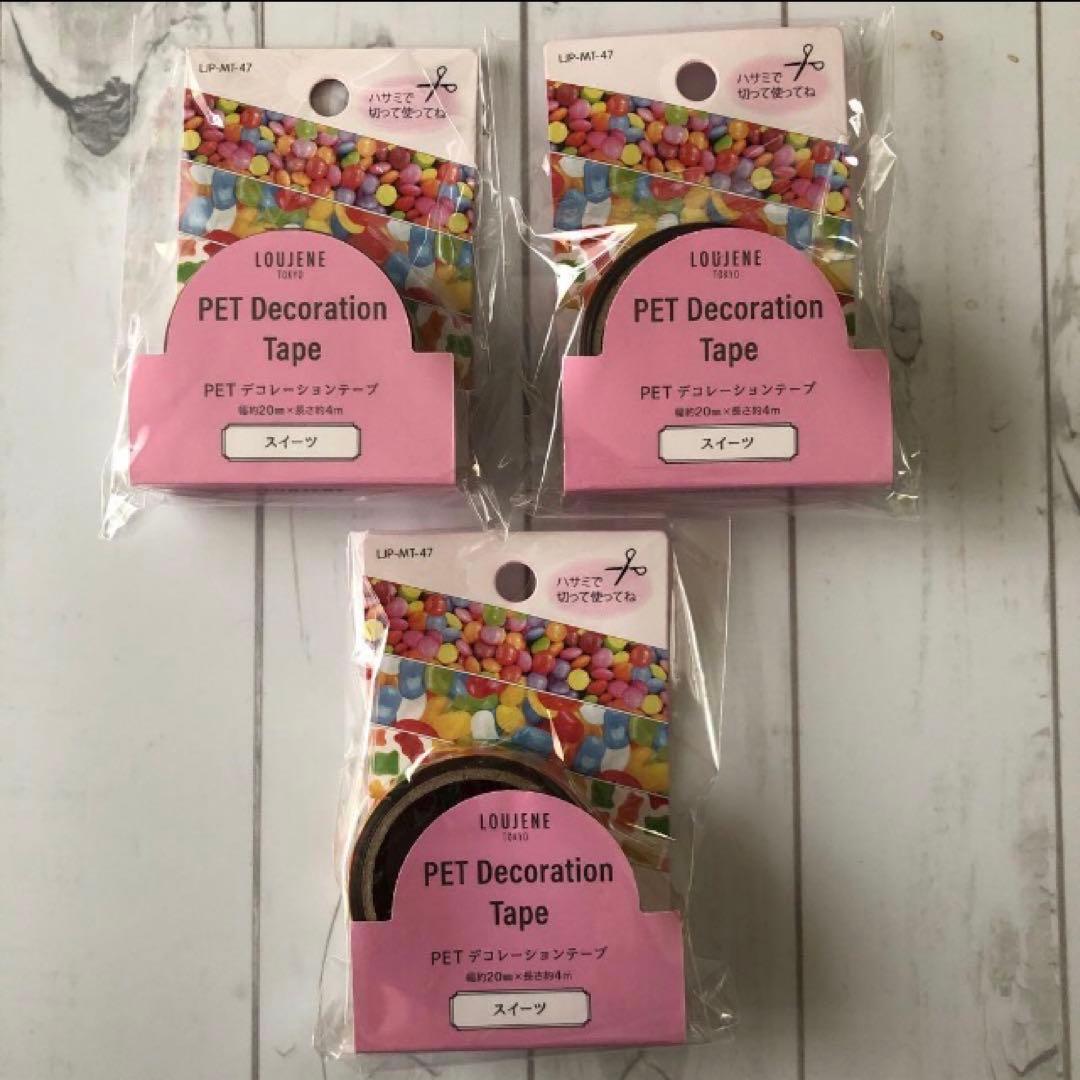 LJP-MT-47
ハサミで
切って使ってね
LOUJENE
TOKYO
PET Decoration
Tape
PET デコレーションテープ
幅約20㎜×長さ約4m
スイーツ
LJP-MT-47
ハサミで
切って使ってね
LOUJENE
TOKYO
PET Decoration
Tape
PET デコレーションテープ
幅約20㎜×長さ約4m
スイーツ
LJP-MT-47
ハサミで
切って使ってね
LOUJENE
TOKYO
PET Decoration
Tape
PET デコレーションテープ
幅約20㎜×長さ約4m
スイーツ